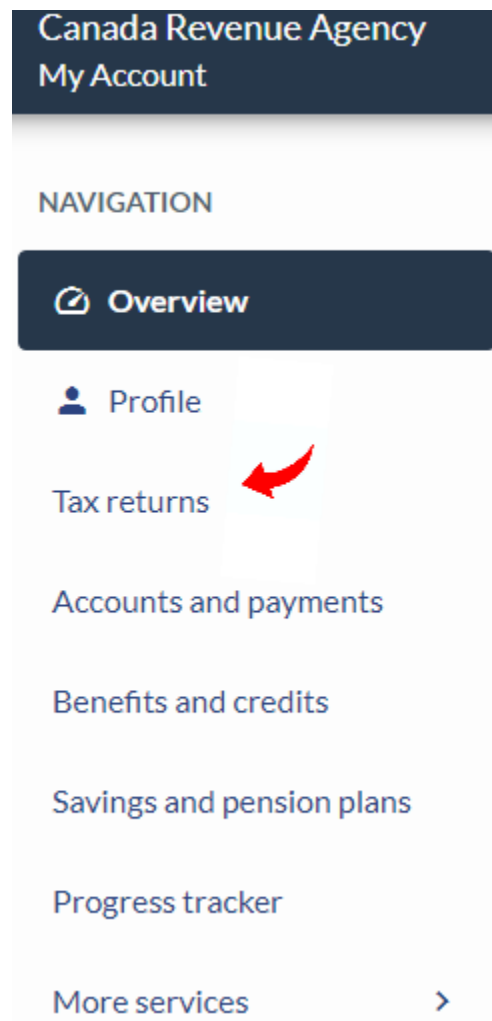 Canada Revenue Agency
My Account
NAVIGATION
Overview
Profile
Tax returns
Accounts and payments
Benefits and credits
Savings and pension plans
Progress tracker
More services